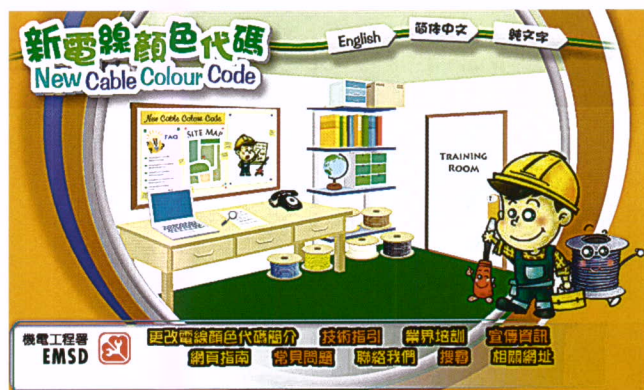 新電線顏色代碼
New Cable Colour Code
English
简体中文
純文字
New Cable Colour Code
FAQ
SITE MAP
TRAINING
ROOM
機電工程署
EMSD
更改電線顏色代碼簡介 技術指引 業界培訓 宣傳資訊
網頁指南 常見問題 聯絡我們 搜尋 相關網址